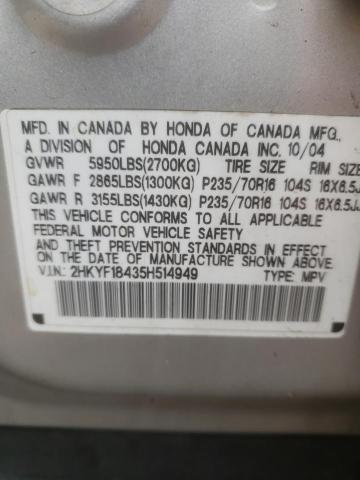 MFD. IN CANADA BY HONDA OF CANADA MFG.,
A DIVISION OF HONDA CANADA INC. 10/04
GVWR 5950LBS(2700KG) TIRE SIZE RIM SIZE
GAWR F 2865LBS(1300KG) P235/70R16 104S 16X6.5JJ
GAWR R 3155LBS(1430KG) P235/70R16 104S 16X6.5JJ
THIS VEHICLE CONFORMS TO ALL APPLICABLE
FEDERAL MOTOR VEHICLE SAFETY
AND THEFT PREVENTION STANDARDS IN EFFECT
ON THE DATE OF MANUFACTURE SHOWN ABOVE.
V.I.N.: 2HKYF18435H514949 TYPE: MPV